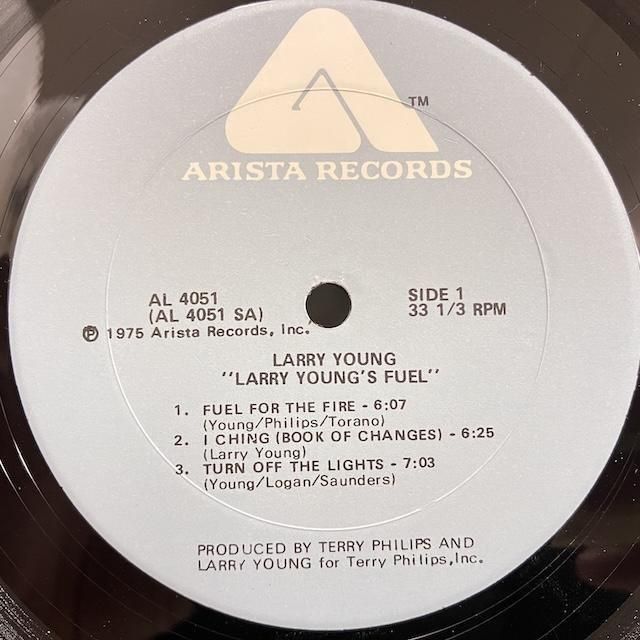 TM
ARISTA RECORDS
AL 4051
(AL 4051 SA)
℗ 1975 Arista Records, Inc.
SIDE 1
33 1/3 RPM
LARRY YOUNG
"LARRY YOUNG'S FUEL"
1. FUEL FOR THE FIRE - 6:07
(Young/Philips/Torano)
2. I CHING (BOOK OF CHANGES) - 6:25
(Larry Young)
3. TURN OFF THE LIGHTS - 7:03
(Young/Logan/Saunders)
PRODUCED BY TERRY PHILIPS AND
LARRY YOUNG for Terry Philips,Inc.